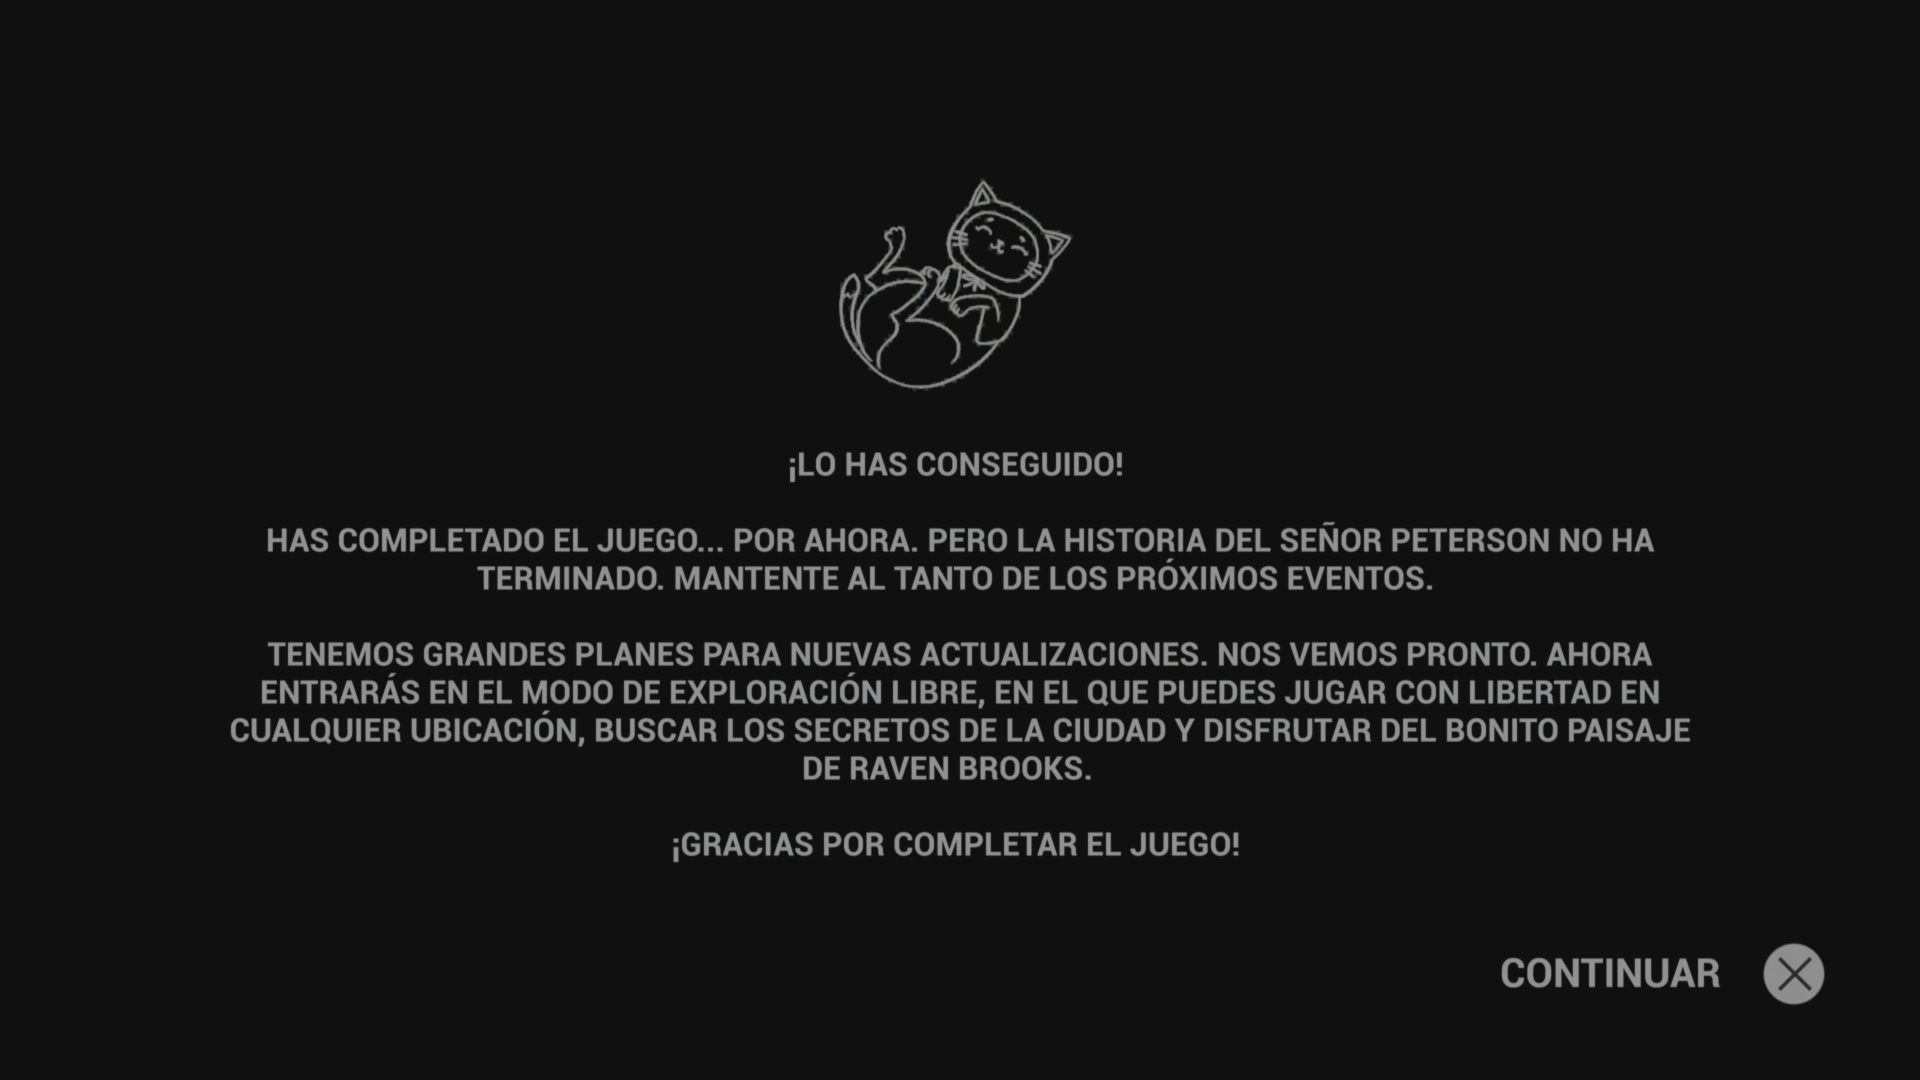 ¡LO HAS CONSEGUIDO!
HAS COMPLETADO EL JUEGO... POR AHORA. PERO LA HISTORIA DEL SEÑOR PETERSON NO HA
TERMINADO. MANTENTE AL TANTO DE LOS PRÓXIMOS EVENTOS.
TENEMOS GRANDES PLANES PARA NUEVAS ACTUALIZACIONES. NOS VEMOS PRONTO. AHORA
ENTRARÁS EN EL MODO DE EXPLORACIÓN LIBRE, EN EL QUE PUEDES JUGAR CON LIBERTAD EN
CUALQUIER UBICACIÓN, BUSCAR LOS SECRETOS DE LA CIUDAD Y DISFRUTAR DEL BONITO PAISAJE
DE RAVEN BROOKS.
¡GRACIAS POR COMPLETAR EL JUEGO!
CONTINUAR